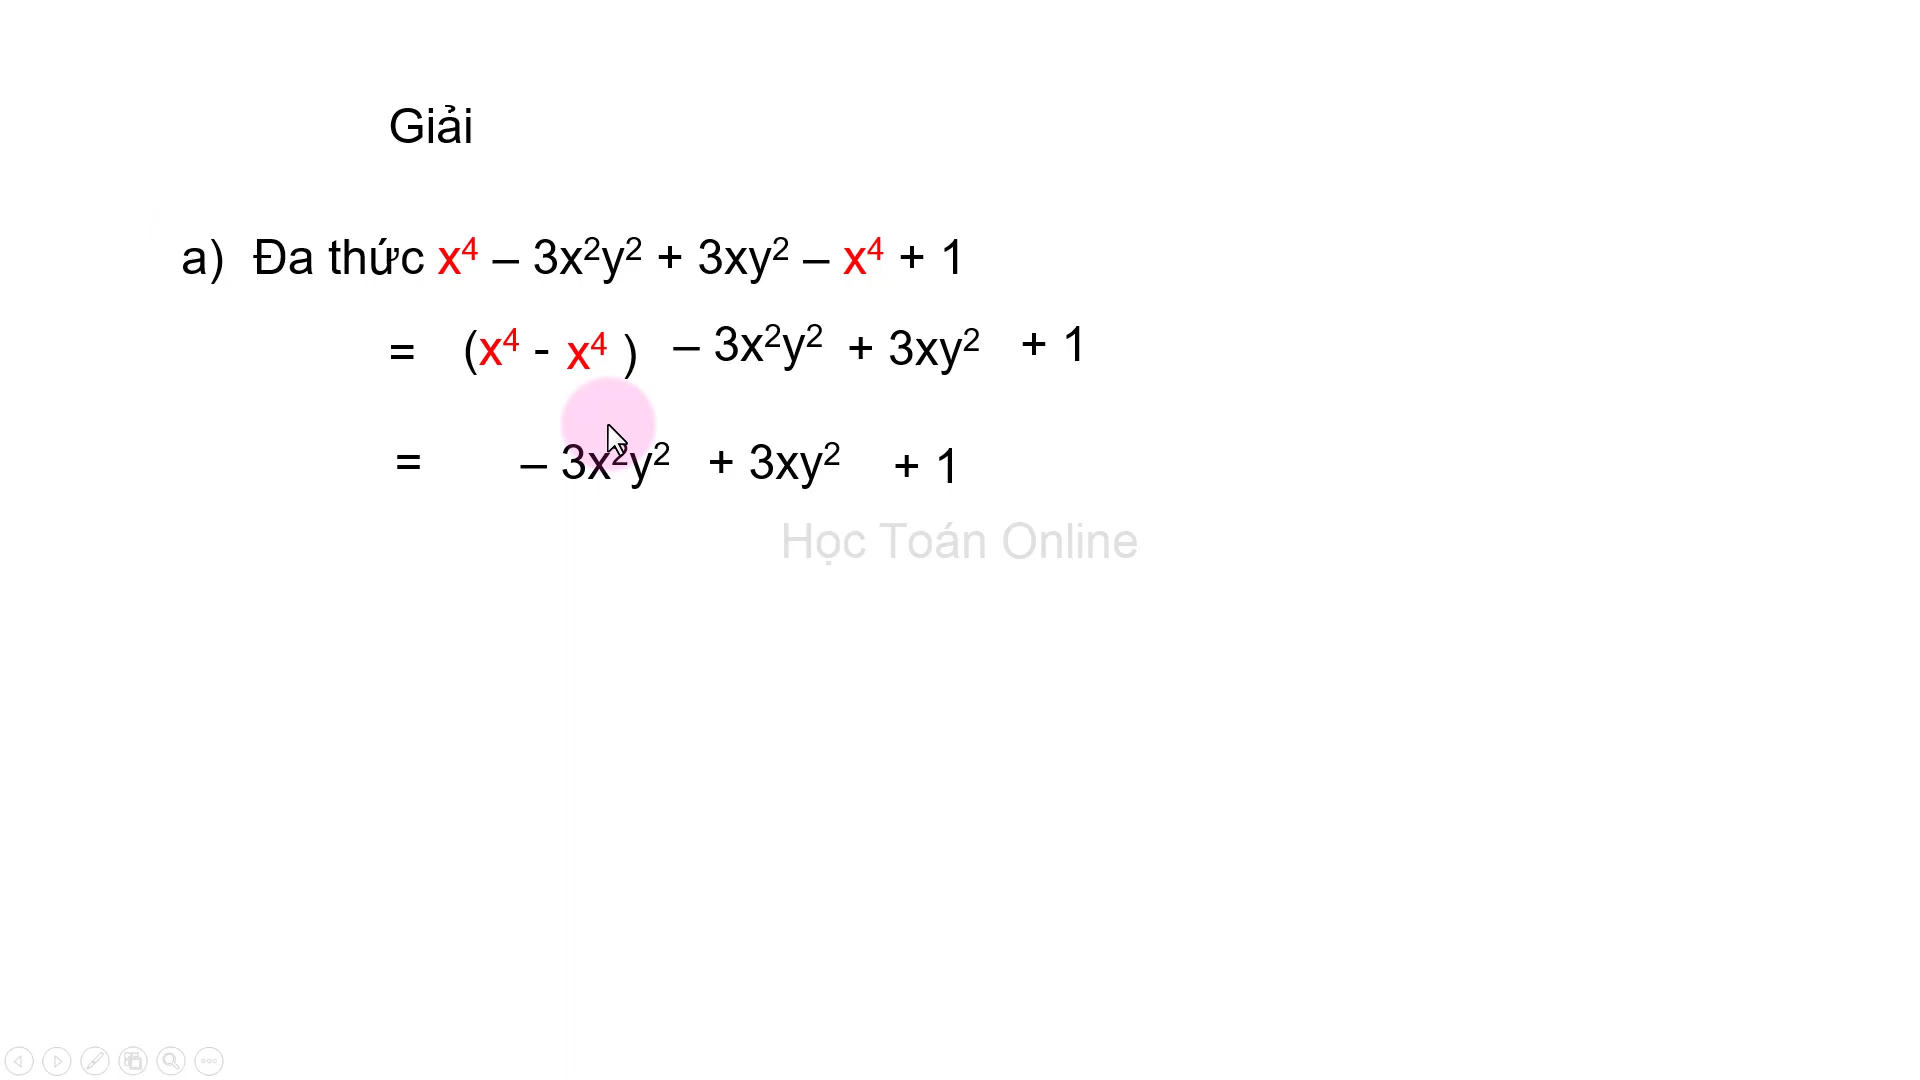 Giải
a) Đa thức x⁴ – 3x²y² + 3xy² – x⁴ + 1
= (x⁴ - x⁴ ) – 3x²y² + 3xy² + 1
= – 3x²y² + 3xy² + 1
Học Toán Online